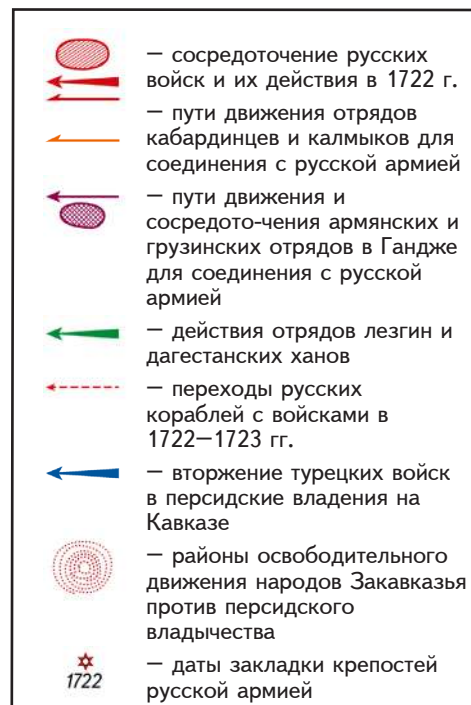 — сосредоточение русских
войск и их действия в 1722 г.
— пути движения отрядов
кабардинцев и калмыков для
соединения с русской армией
— пути движения и
сосредото-чения армянских и
грузинских отрядов в Гандже
для соединения с русской
армией
— действия отрядов лезгин и
дагестанских ханов
— переходы русских
кораблей с войсками в
1722—1723 гг.
— вторжение турецких войск
в персидские владения на
Кавказе
— районы освободительного
движения народов Закавказья
против персидского
владычества
— даты закладки крепостей
1722 русской армией